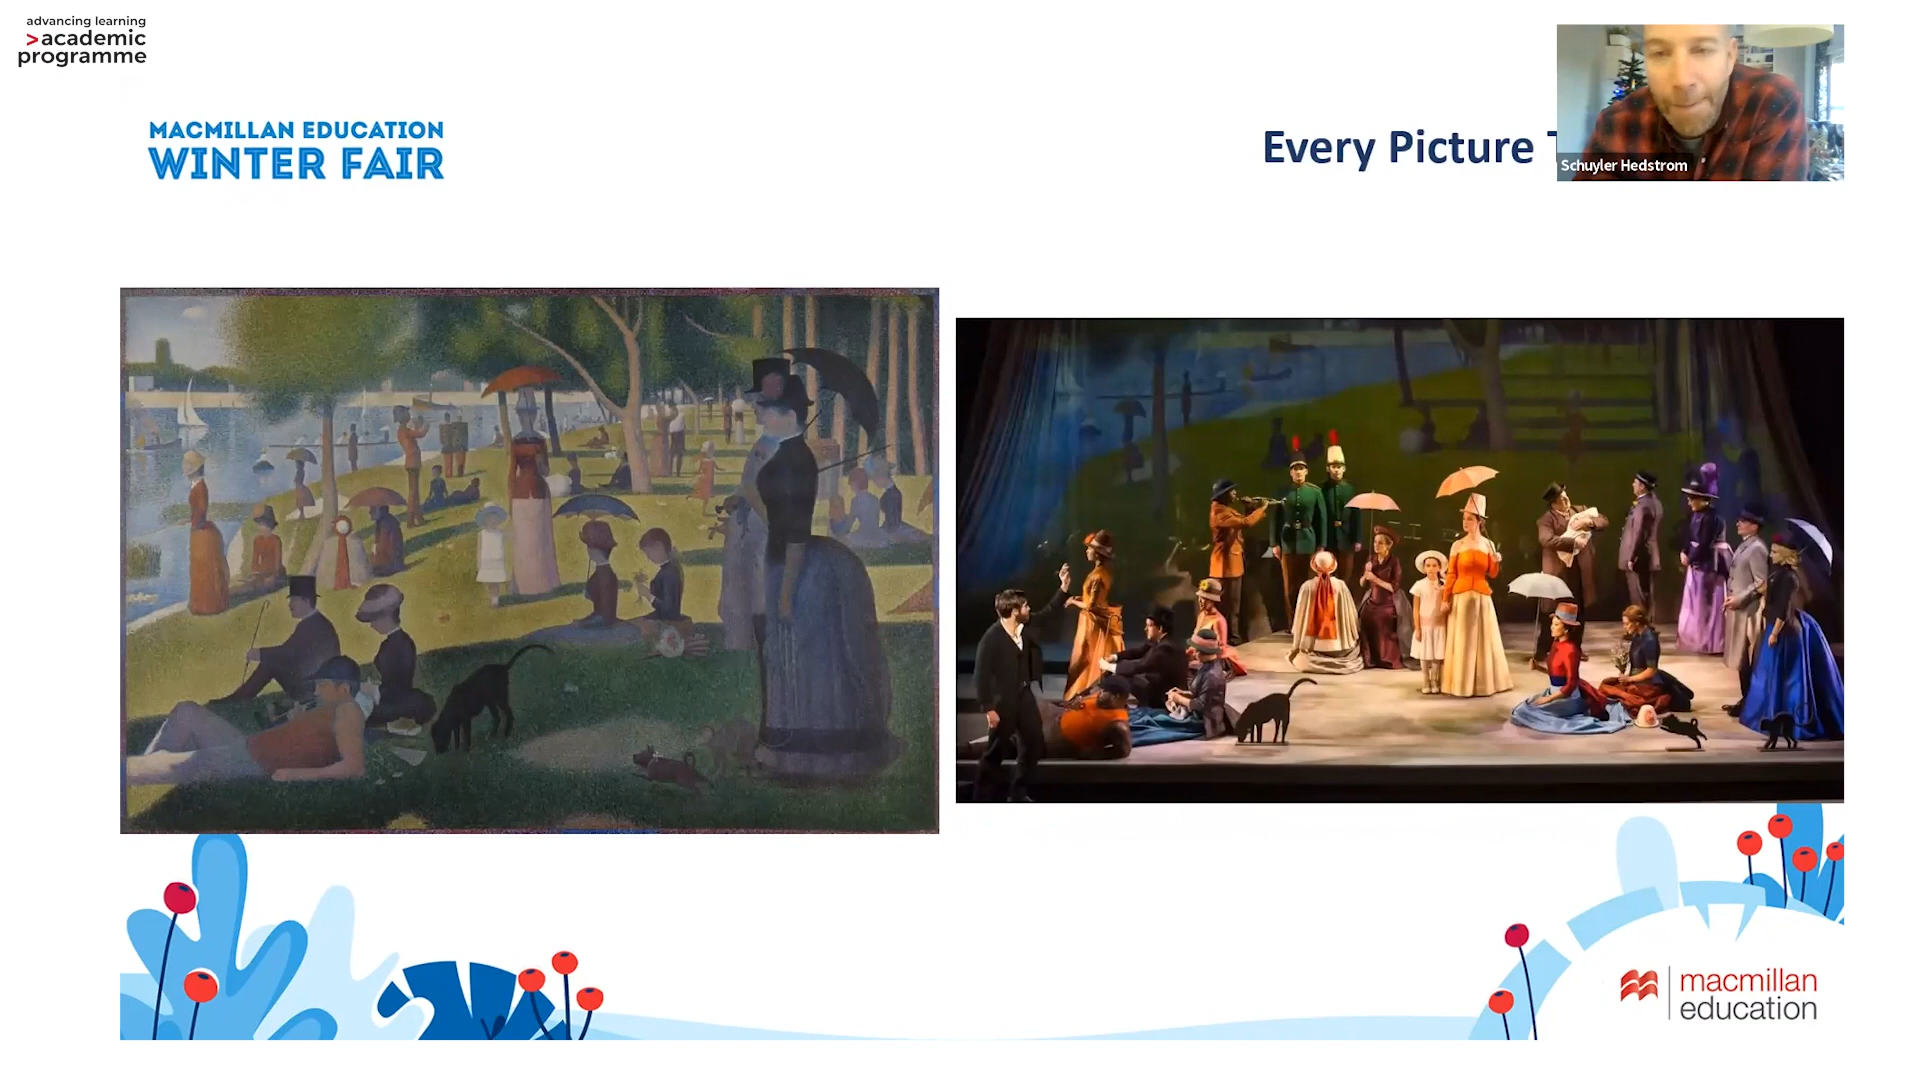 advancing learning
>academic
programme
MACMILLAN EDUCATION
WINTER FAIR
Every Picture
Schuyler Hedstrom
macmillan
education